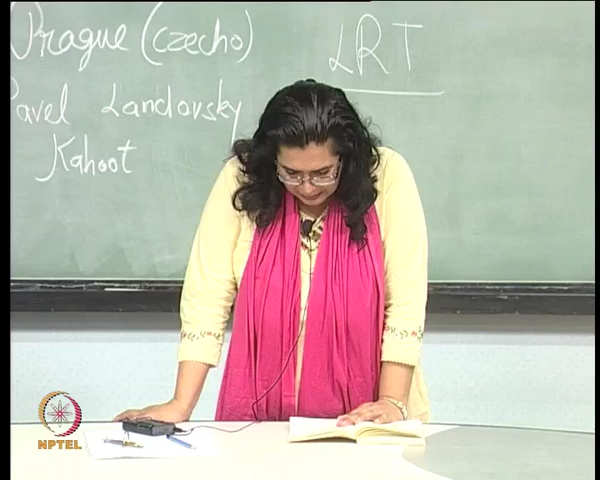 Prague (czecho)
Pavel Landovsky
Kahoot
LRT
NPTEL